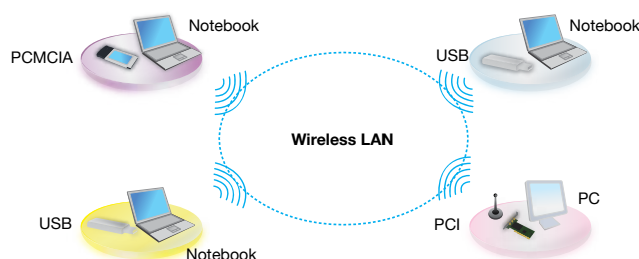 Notebook
PCMCIA
Notebook
USB
Wireless LAN
USB
Notebook
PC
PCI